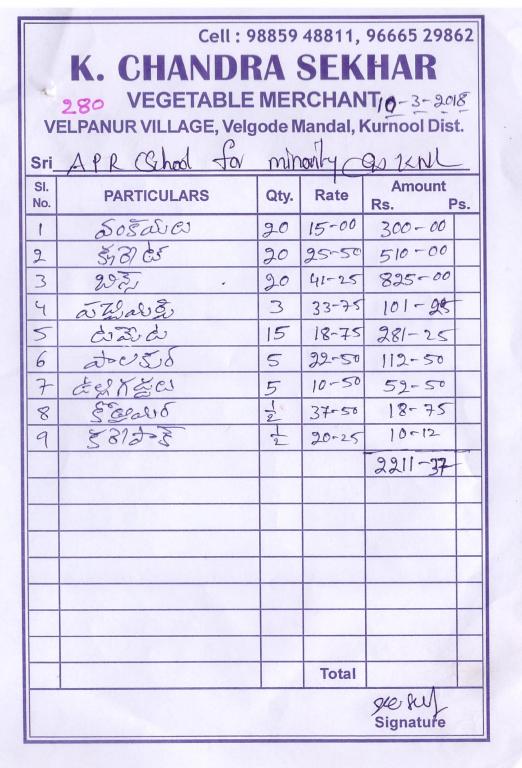 Cell : 98859 48811, 96665 29862
K. CHANDRA SEKHAR
280 VEGETABLE MERCHANT 10-3-2018
VELPANUR VILLAGE, Velgode Mandal, Kurnool Dist.
Sri APR School for minority KNL
Sl. No. PARTICULARS Qty. Rate Amount Rs. Ps.
1 వంకాయలు 20 15-00 300-00
2 క్యారెట్ 20 25-50 510-00
3 బీన్స్ 20 41-25 825-00
4 పచ్చిమిర్చి 3 33-75 101-25
5 టమేట 15 18-75 281-25
6 పాలకూర 5 22-50 112-50
7 ఉల్లిగడ్డలు 5 10-50 52-50
8 కొత్తిమీర 1/2 37-50 18-75
9 కరేపాక్ 1/2 20-25 10-12
2211-37
Total
Signature